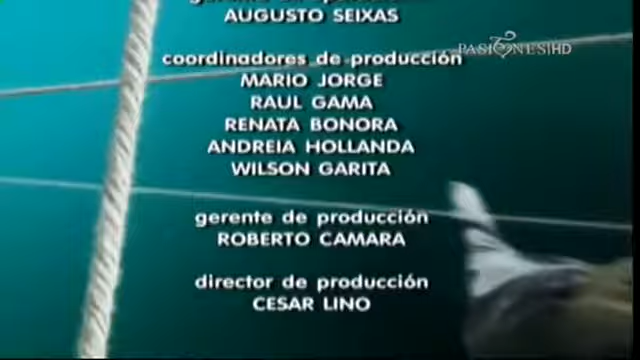 AUGUSTO SEIXAS
coordinadores de producción
PASIONES HD
MARIO JORGE
RAUL GAMA
RENATA BONORA
ANDREIA HOLLANDA
WILSON GARITA
gerente de producción
ROBERTO CAMARA
director de producción
CESAR LINO